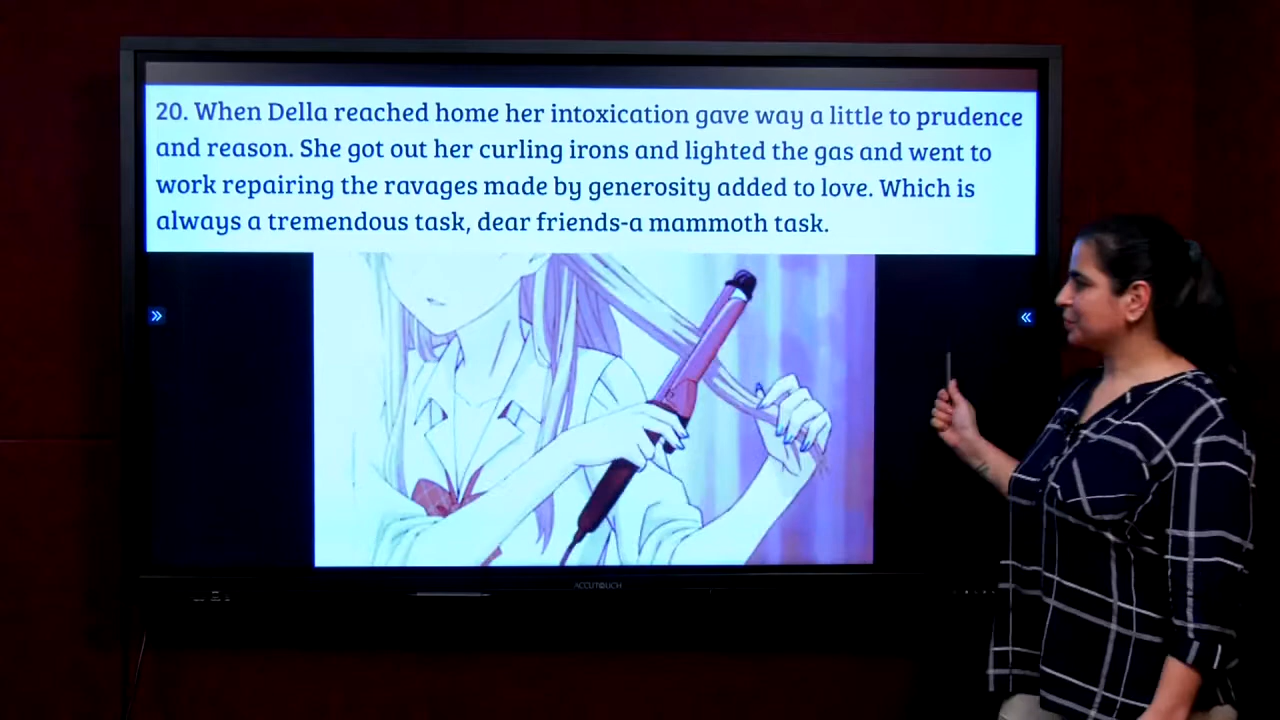 20. When Della reached home her intoxication gave way a little to prudence
and reason. She got out her curling irons and lighted the gas and went to
work repairing the ravages made by generosity added to love. Which is
always a tremendous task, dear friends-a mammoth task.
ACCUTOUCH